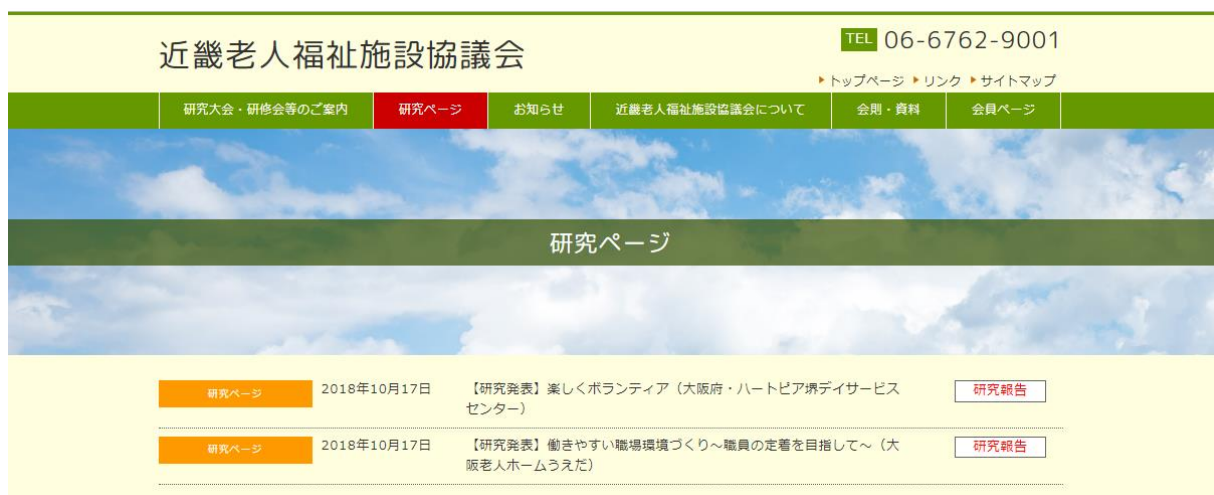 近畿老人福祉施設協議会
TEL 06-6762-9001
トップページ リンク サイトマップ
研究大会・研修会等のご案内 研究ページ お知らせ 近畿老人福祉施設協議会について 会則・資料 会員ページ
研究ページ
研究ページ 2018年10月17日 【研究発表】楽しくボランティア（大阪府・ハートピア堺デイサービス 研究報告
センター）
研究ページ 2018年10月17日 【研究発表】働きやすい職場環境づくり～職員の定着を目指して～（大 研究報告
阪老人ホームうえだ）